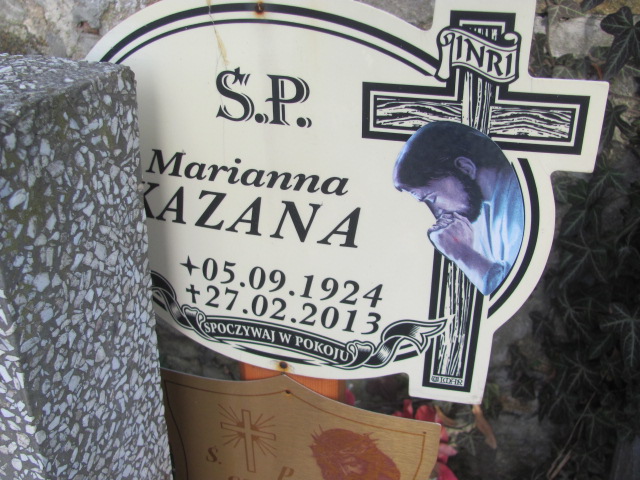 INRI
Ś.P.
Marianna
KAZANA
05.09.1924
27.02.2013
SPOCZYWAJ W POKOJU
s. p.